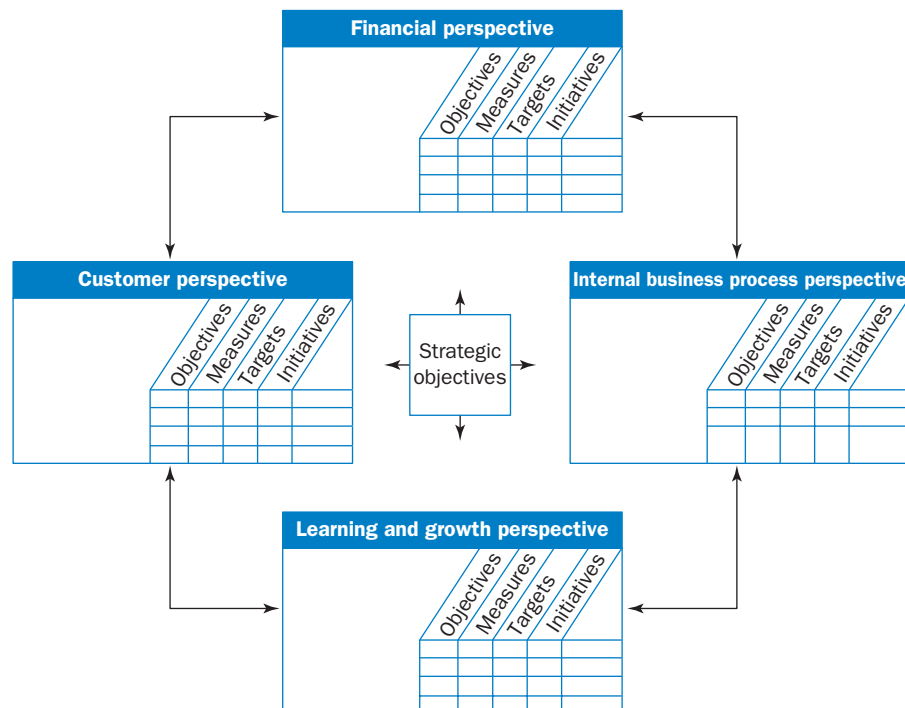 Financial perspective
Objectives
Measures
Targets
Initiatives
Customer perspective
Objectives
Measures
Targets
Initiatives
Strategic
objectives
Internal business process perspective
Objectives
Measures
Targets
Initiatives
Learning and growth perspective
Objectives
Measures
Targets
Initiatives